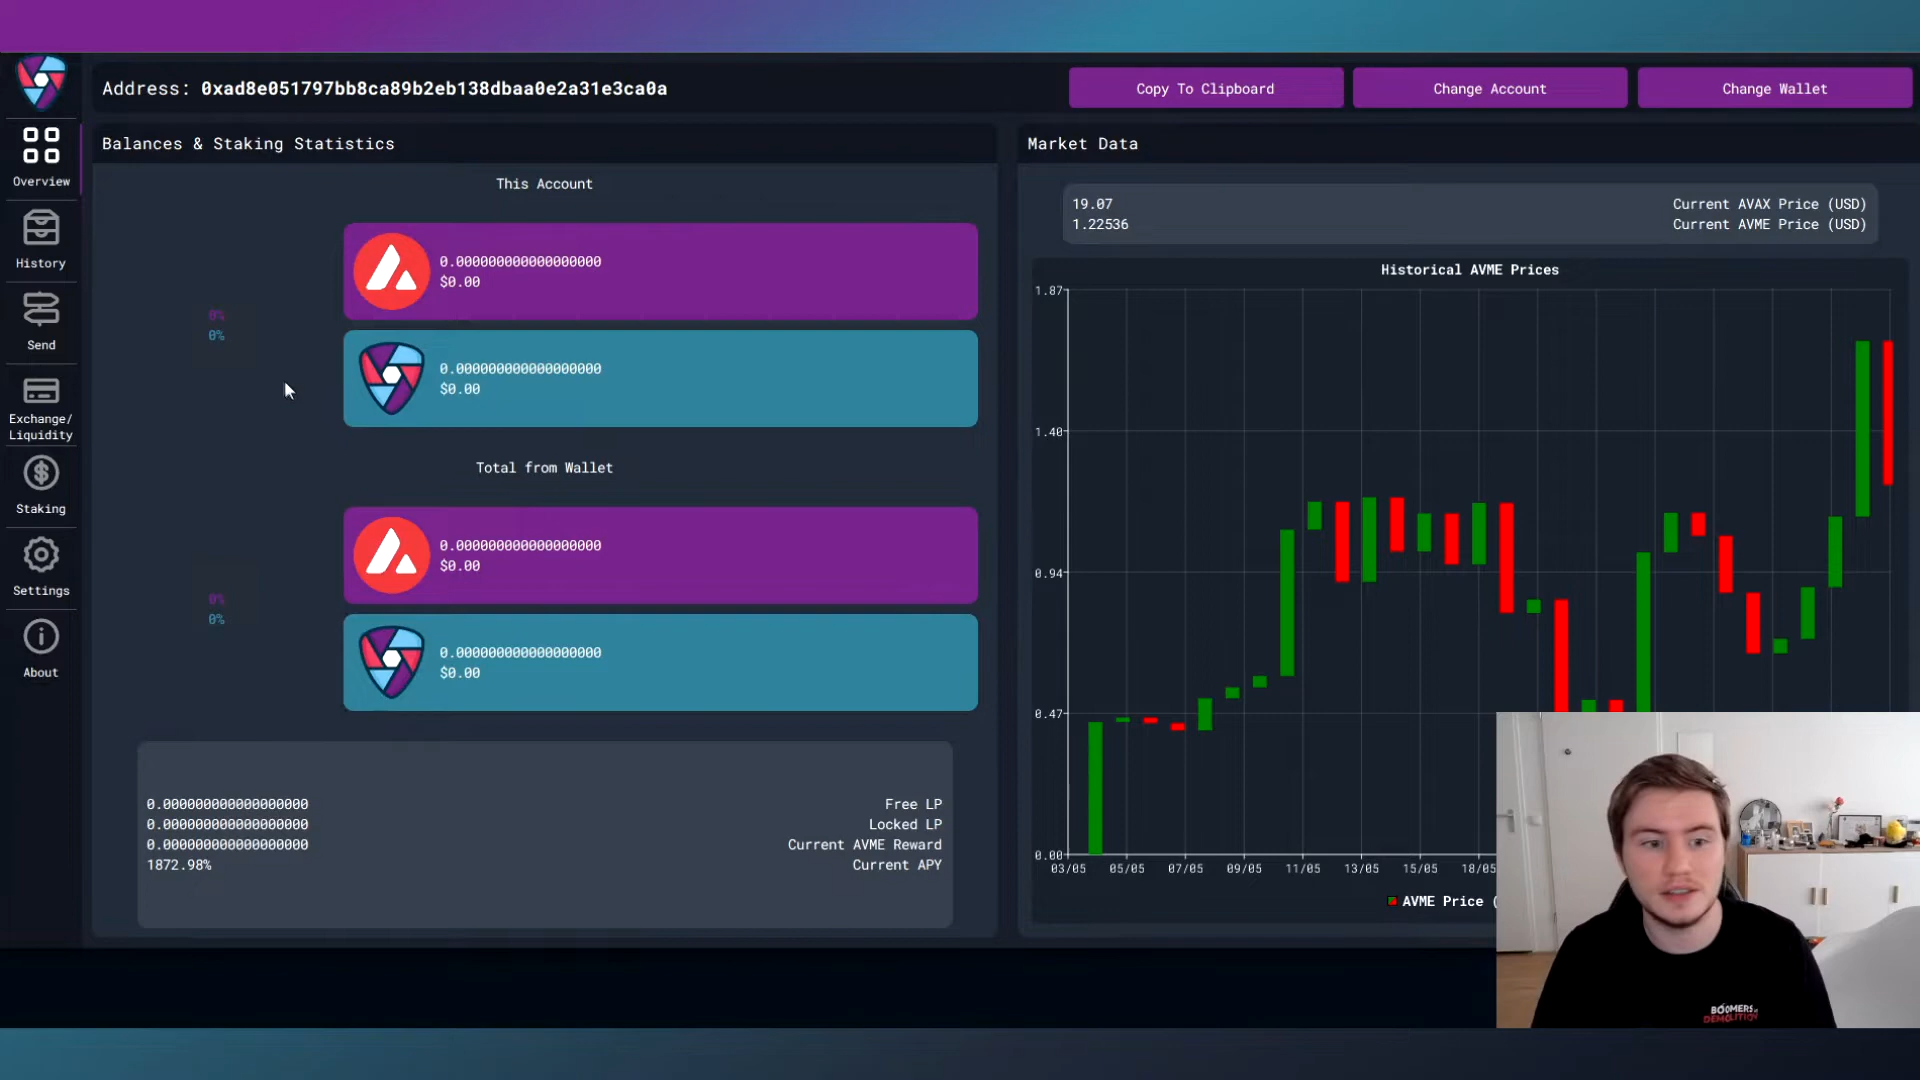 Address: 0xad8e051797bb8ca89b2eb138dbaa0e2a31e3ca0a
Copy To Clipboard
Change Account
Change Wallet
Overview
History
Send
Exchange/
Liquidity
Staking
Settings
About
Balances & Staking Statistics
This Account
0%
0%
0.000000000000000000
$0.00
0.000000000000000000
$0.00
Total from Wallet
0%
0%
0.000000000000000000
$0.00
0.000000000000000000
$0.00
0.000000000000000000 Free LP
0.000000000000000000 Locked LP
0.000000000000000000 Current AVME Reward
1872.98% Current APY
Market Data
19.07 Current AVAX Price (USD)
1.22536 Current AVME Price (USD)
Historical AVME Prices
1.87
1.40
0.94
0.47
0.00
03/05 05/05 07/05 09/05 11/05 13/05 15/05 18/05
AVME Price (
BOOMERS
DEMOLITION